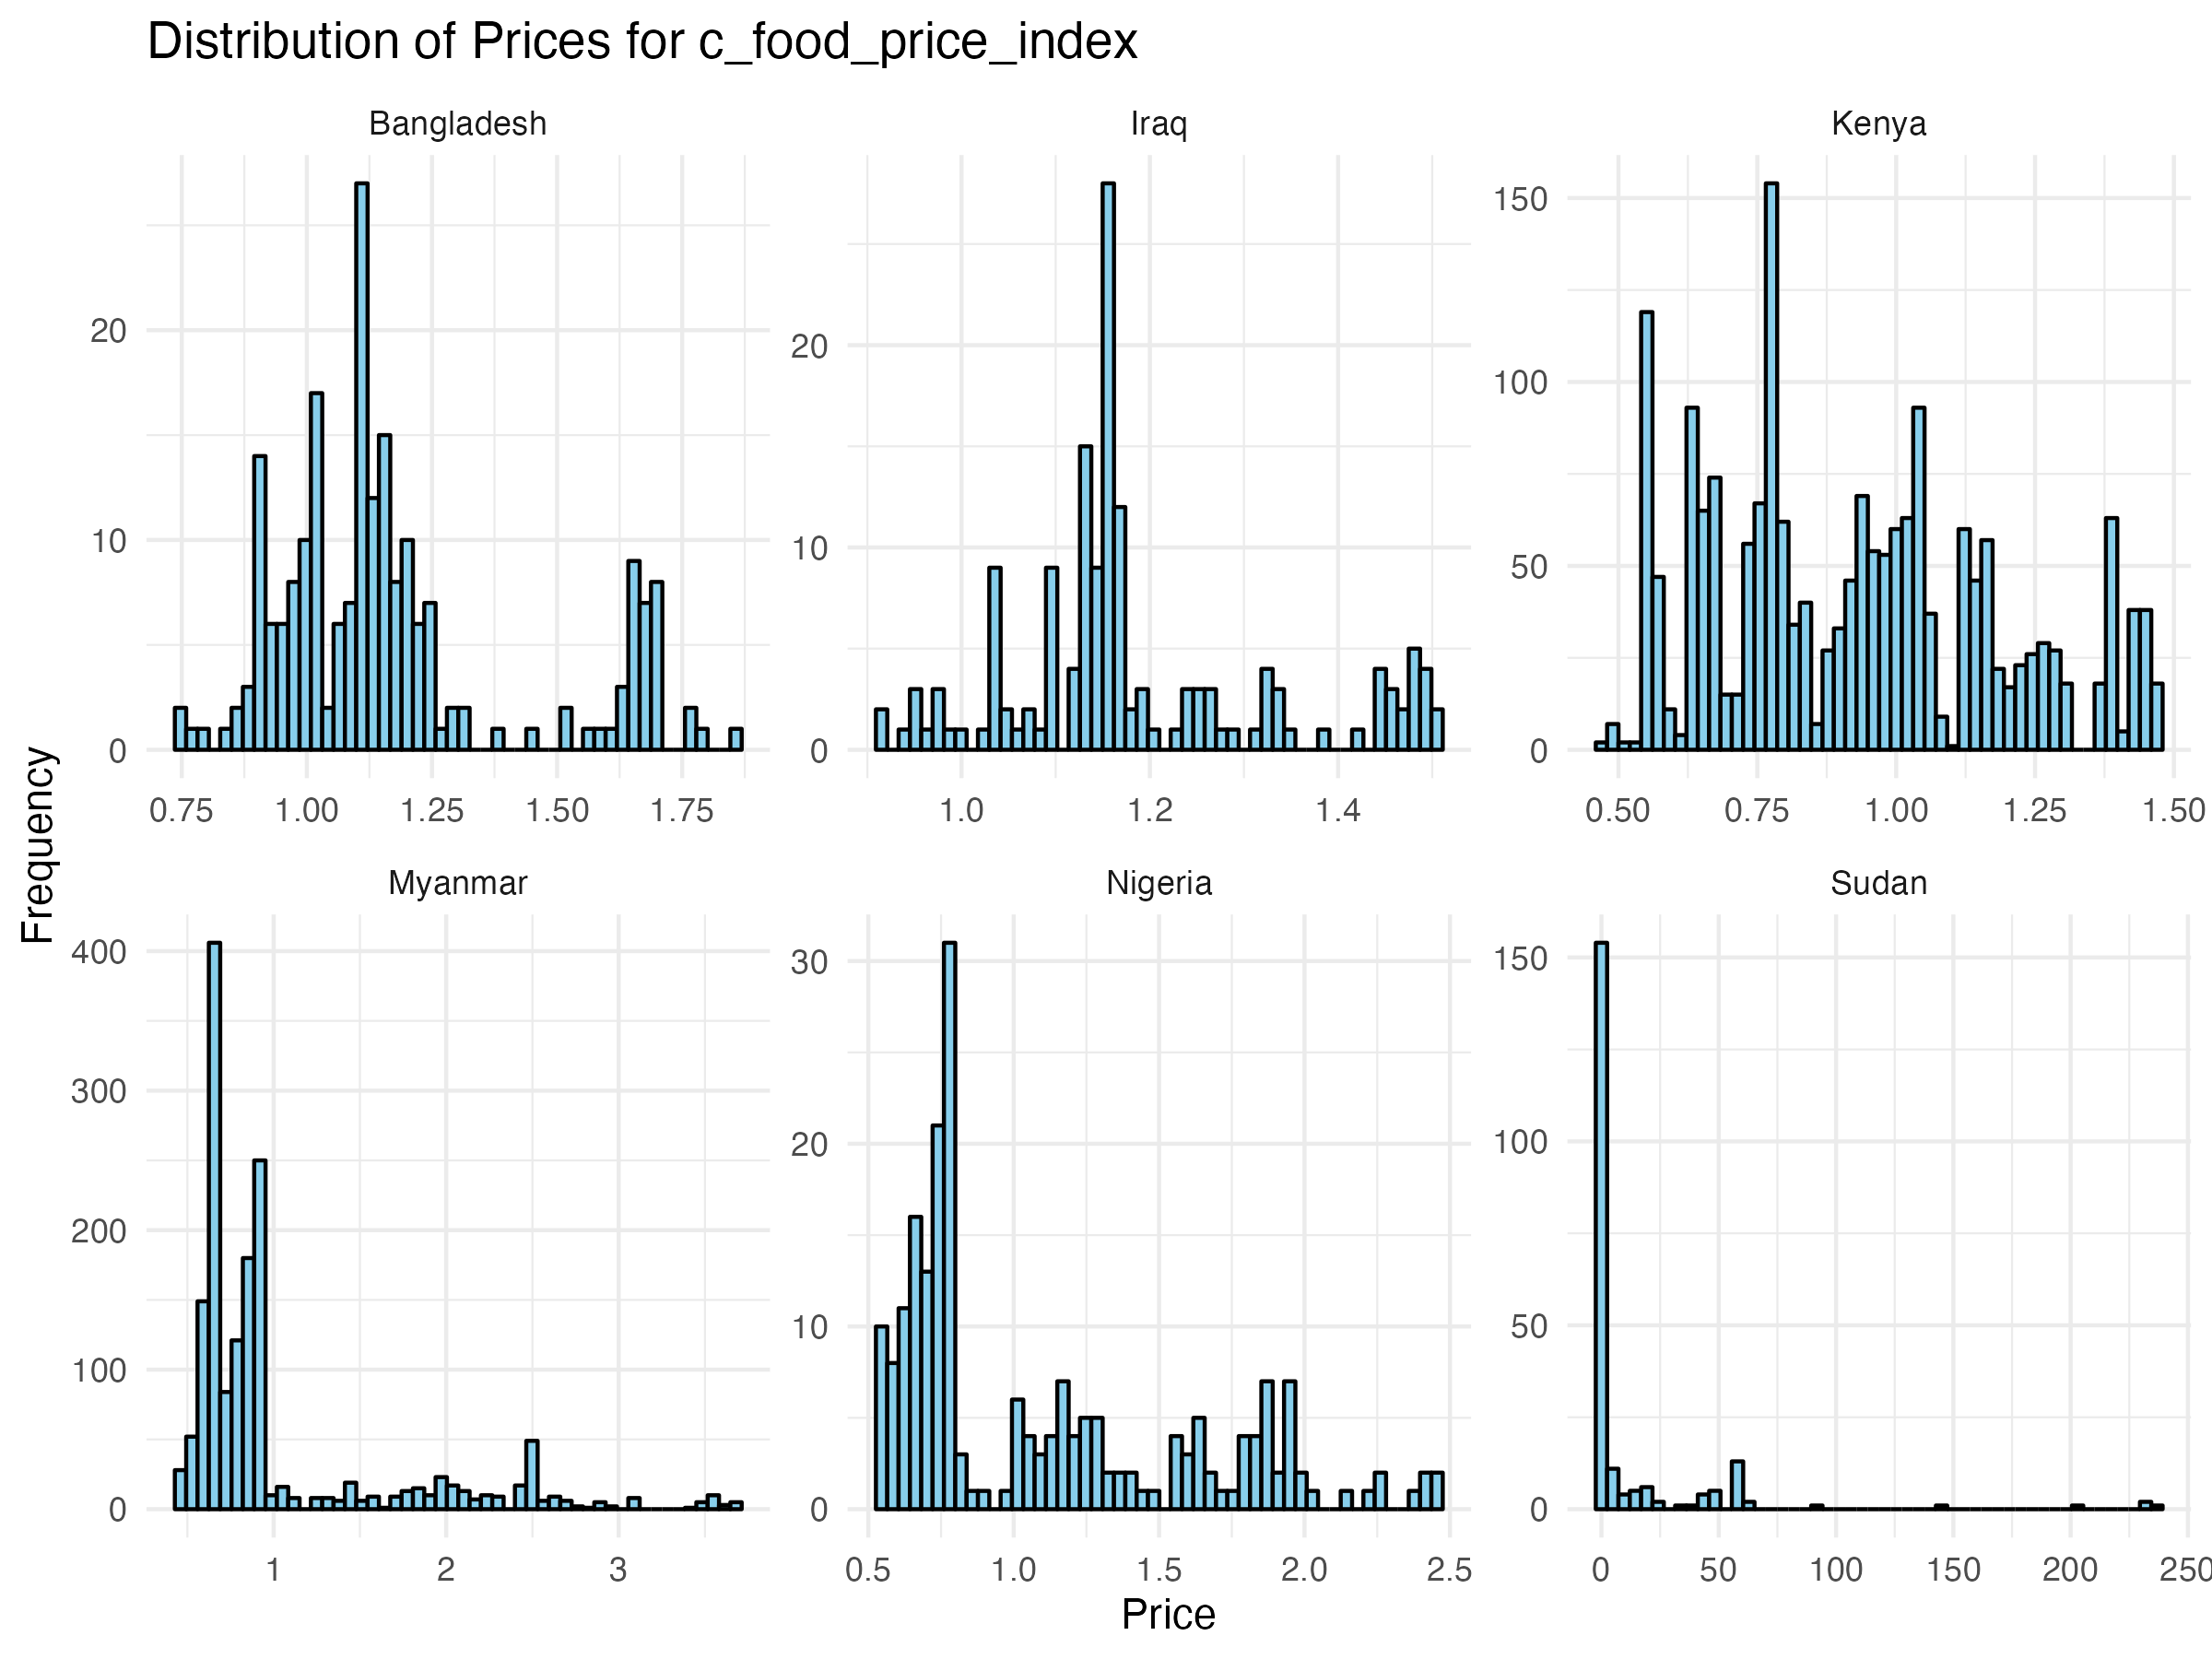 Distribution of Prices for c_food_price_index
Bangladesh
Iraq
Kenya
20
10
0
20
10
0
150
100
50
0
0.75 1.00 1.25 1.50 1.75
1.0 1.2 1.4
0.50 0.75 1.00 1.25 1.50
Frequency
Myanmar
Nigeria
Sudan
400
300
200
100
0
30
20
10
0
150
100
50
0
1 2 3
0.5 1.0 1.5 2.0 2.5
0 50 100 150 200 250
Price